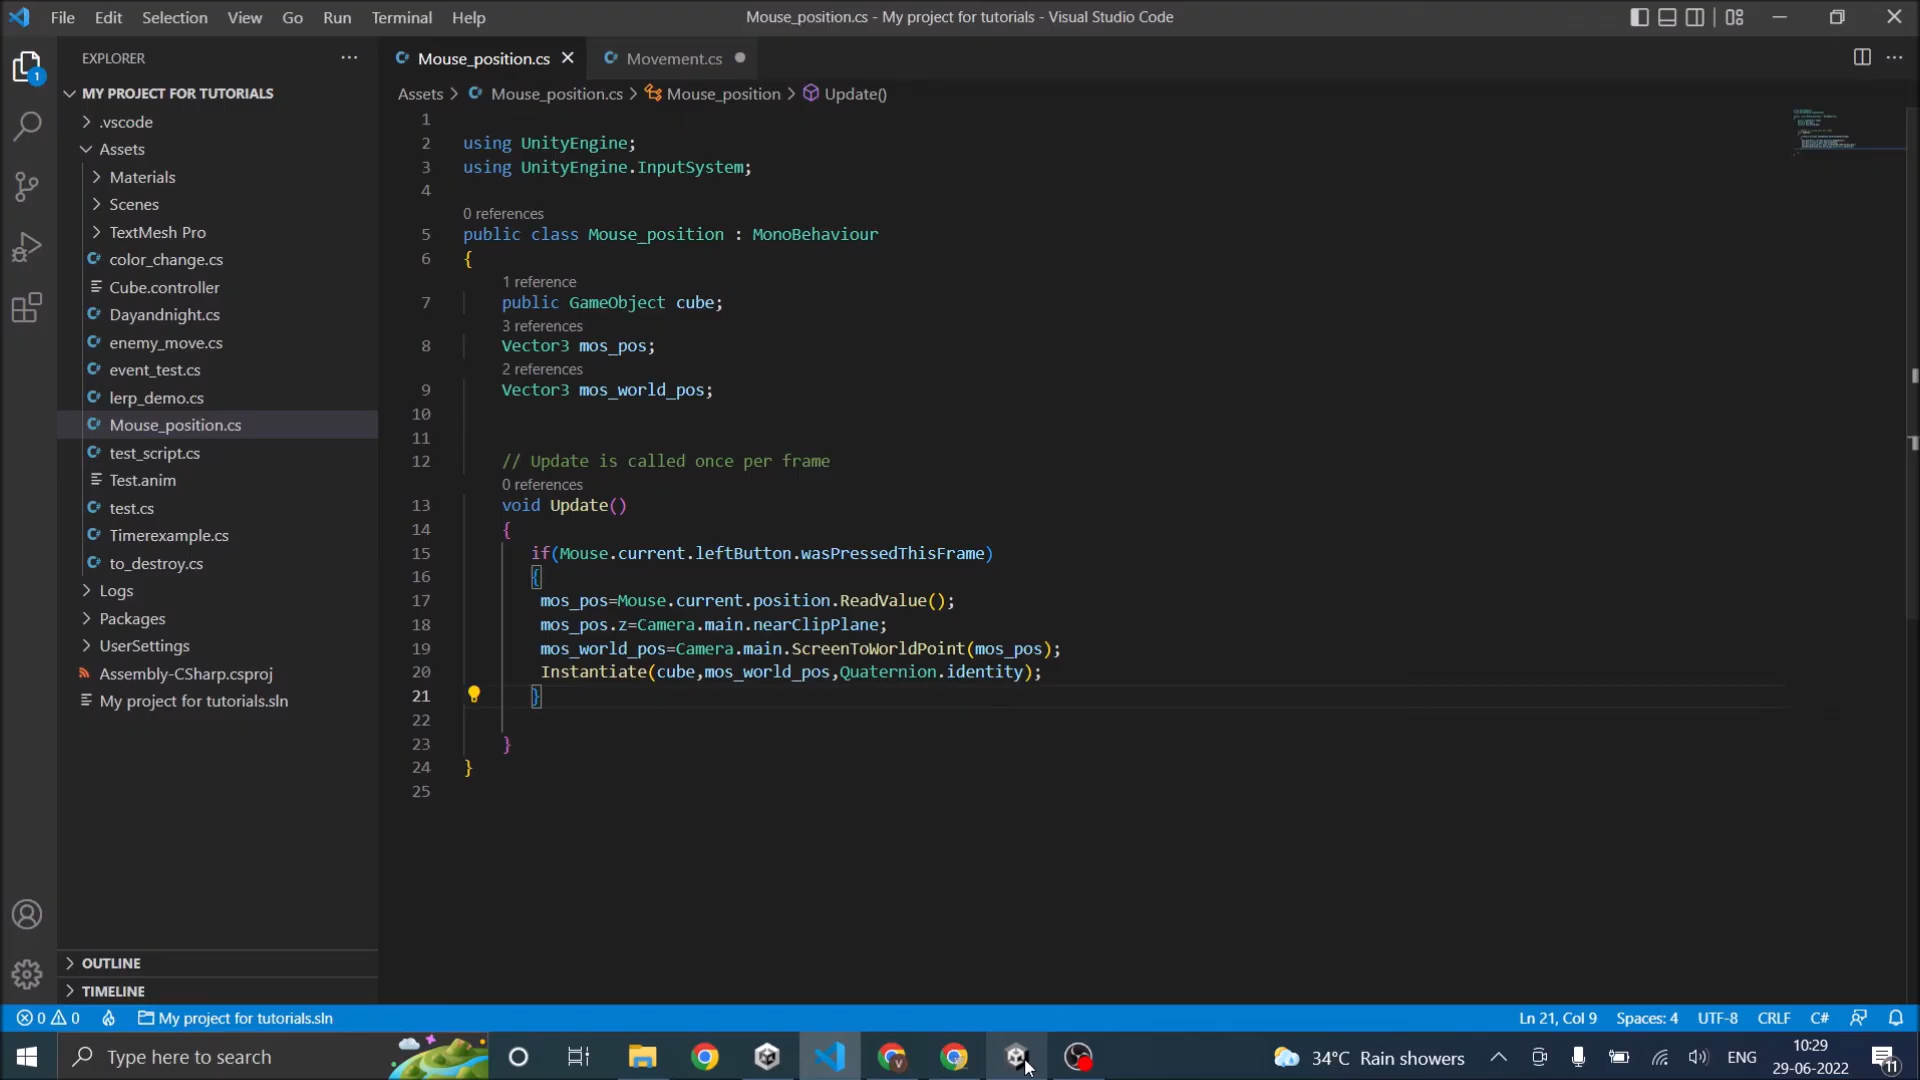 File Edit Selection View Go Run Terminal Help
Mouse_position.cs - My project for tutorials - Visual Studio Code
EXPLORER
1
MY PROJECT FOR TUTORIALS
.vscode
Assets
Materials
Scenes
TextMesh Pro
color_change.cs
Cube.controller
Dayandnight.cs
enemy_move.cs
event_test.cs
lerp_demo.cs
Mouse_position.cs
test_script.cs
Test.anim
test.cs
Timerexample.cs
to_destroy.cs
Logs
Packages
UserSettings
Assembly-CSharp.csproj
My project for tutorials.sln
OUTLINE
TIMELINE
Mouse_position.cs Movement.cs
Assets > Mouse_position.cs > Mouse_position > Update()
1
2 using UnityEngine;
3 using UnityEngine.InputSystem;
4
0 references
5 public class Mouse_position : MonoBehaviour
6 {
1 reference
7 public GameObject cube;
3 references
8 Vector3 mos_pos;
2 references
9 Vector3 mos_world_pos;
10
11
12 // Update is called once per frame
0 references
13 void Update()
14 {
15 if(Mouse.current.leftButton.wasPressedThisFrame)
16 {
17 mos_pos=Mouse.current.position.ReadValue();
18 mos_pos.z=Camera.main.nearClipPlane;
19 mos_world_pos=Camera.main.ScreenToWorldPoint(mos_pos);
20 Instantiate(cube,mos_world_pos,Quaternion.identity);
21 }
22
23 }
24 }
25
0 0 My project for tutorials.sln
Ln 21, Col 9 Spaces: 4 UTF-8 CRLF C#
Type here to search
34°C Rain showers
ENG
10:29
29-06-2022
11